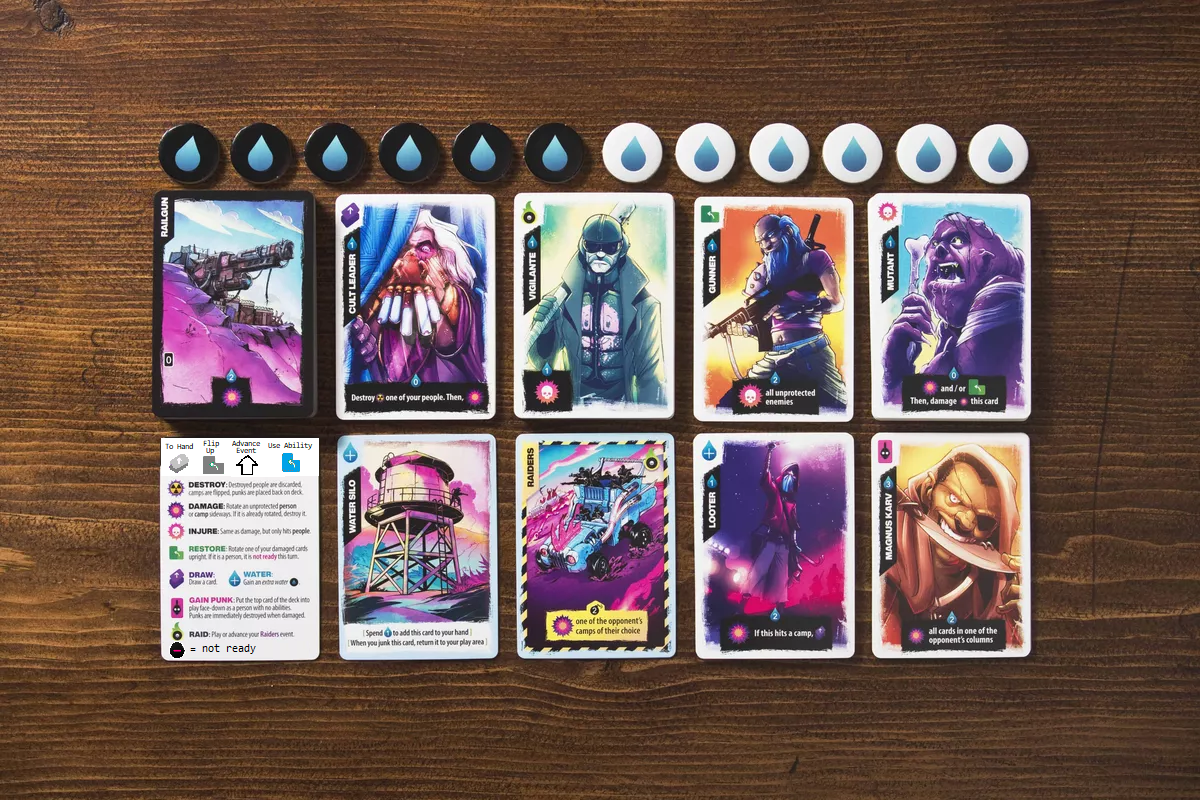 RAILGUN
0
2
CULT LEADER
1
0
Destroy one of your people. Then,
VIGILANTE
1
1
GUNNER
1
2
all unprotected
enemies
MUTANT
1
0
and / or
Then, damage this card
To Hand
Flip
Up
Advance
Event
Use Ability
DESTROY: Destroyed people are discarded,
camps are flipped, punks are placed back on deck.
DAMAGE: Rotate an unprotected person
or camp sideways. If it is already rotated, destroy it.
INJURE: Same as damage, but only hits people.
RESTORE: Rotate one of your damaged cards
upright. If it is a person, it is not ready this turn.
DRAW:
Draw a card.
WATER:
Gain an extra water
GAIN PUNK: Put the top card of the deck into
play face-down as a person with no abilities.
Punks are immediately destroyed when damaged.
RAID: Play or advance your Raiders event.
= not ready
WATER SILO
[ Spend 1 to add this card to your hand ]
[ When you junk this card, return it to your play area ]
RAIDERS
2
one of the opponent's
camps of their choice
LOOTER
1
2
If this hits a camp,
MAGNUS KARV
3
2
all cards in one of the
opponent's columns